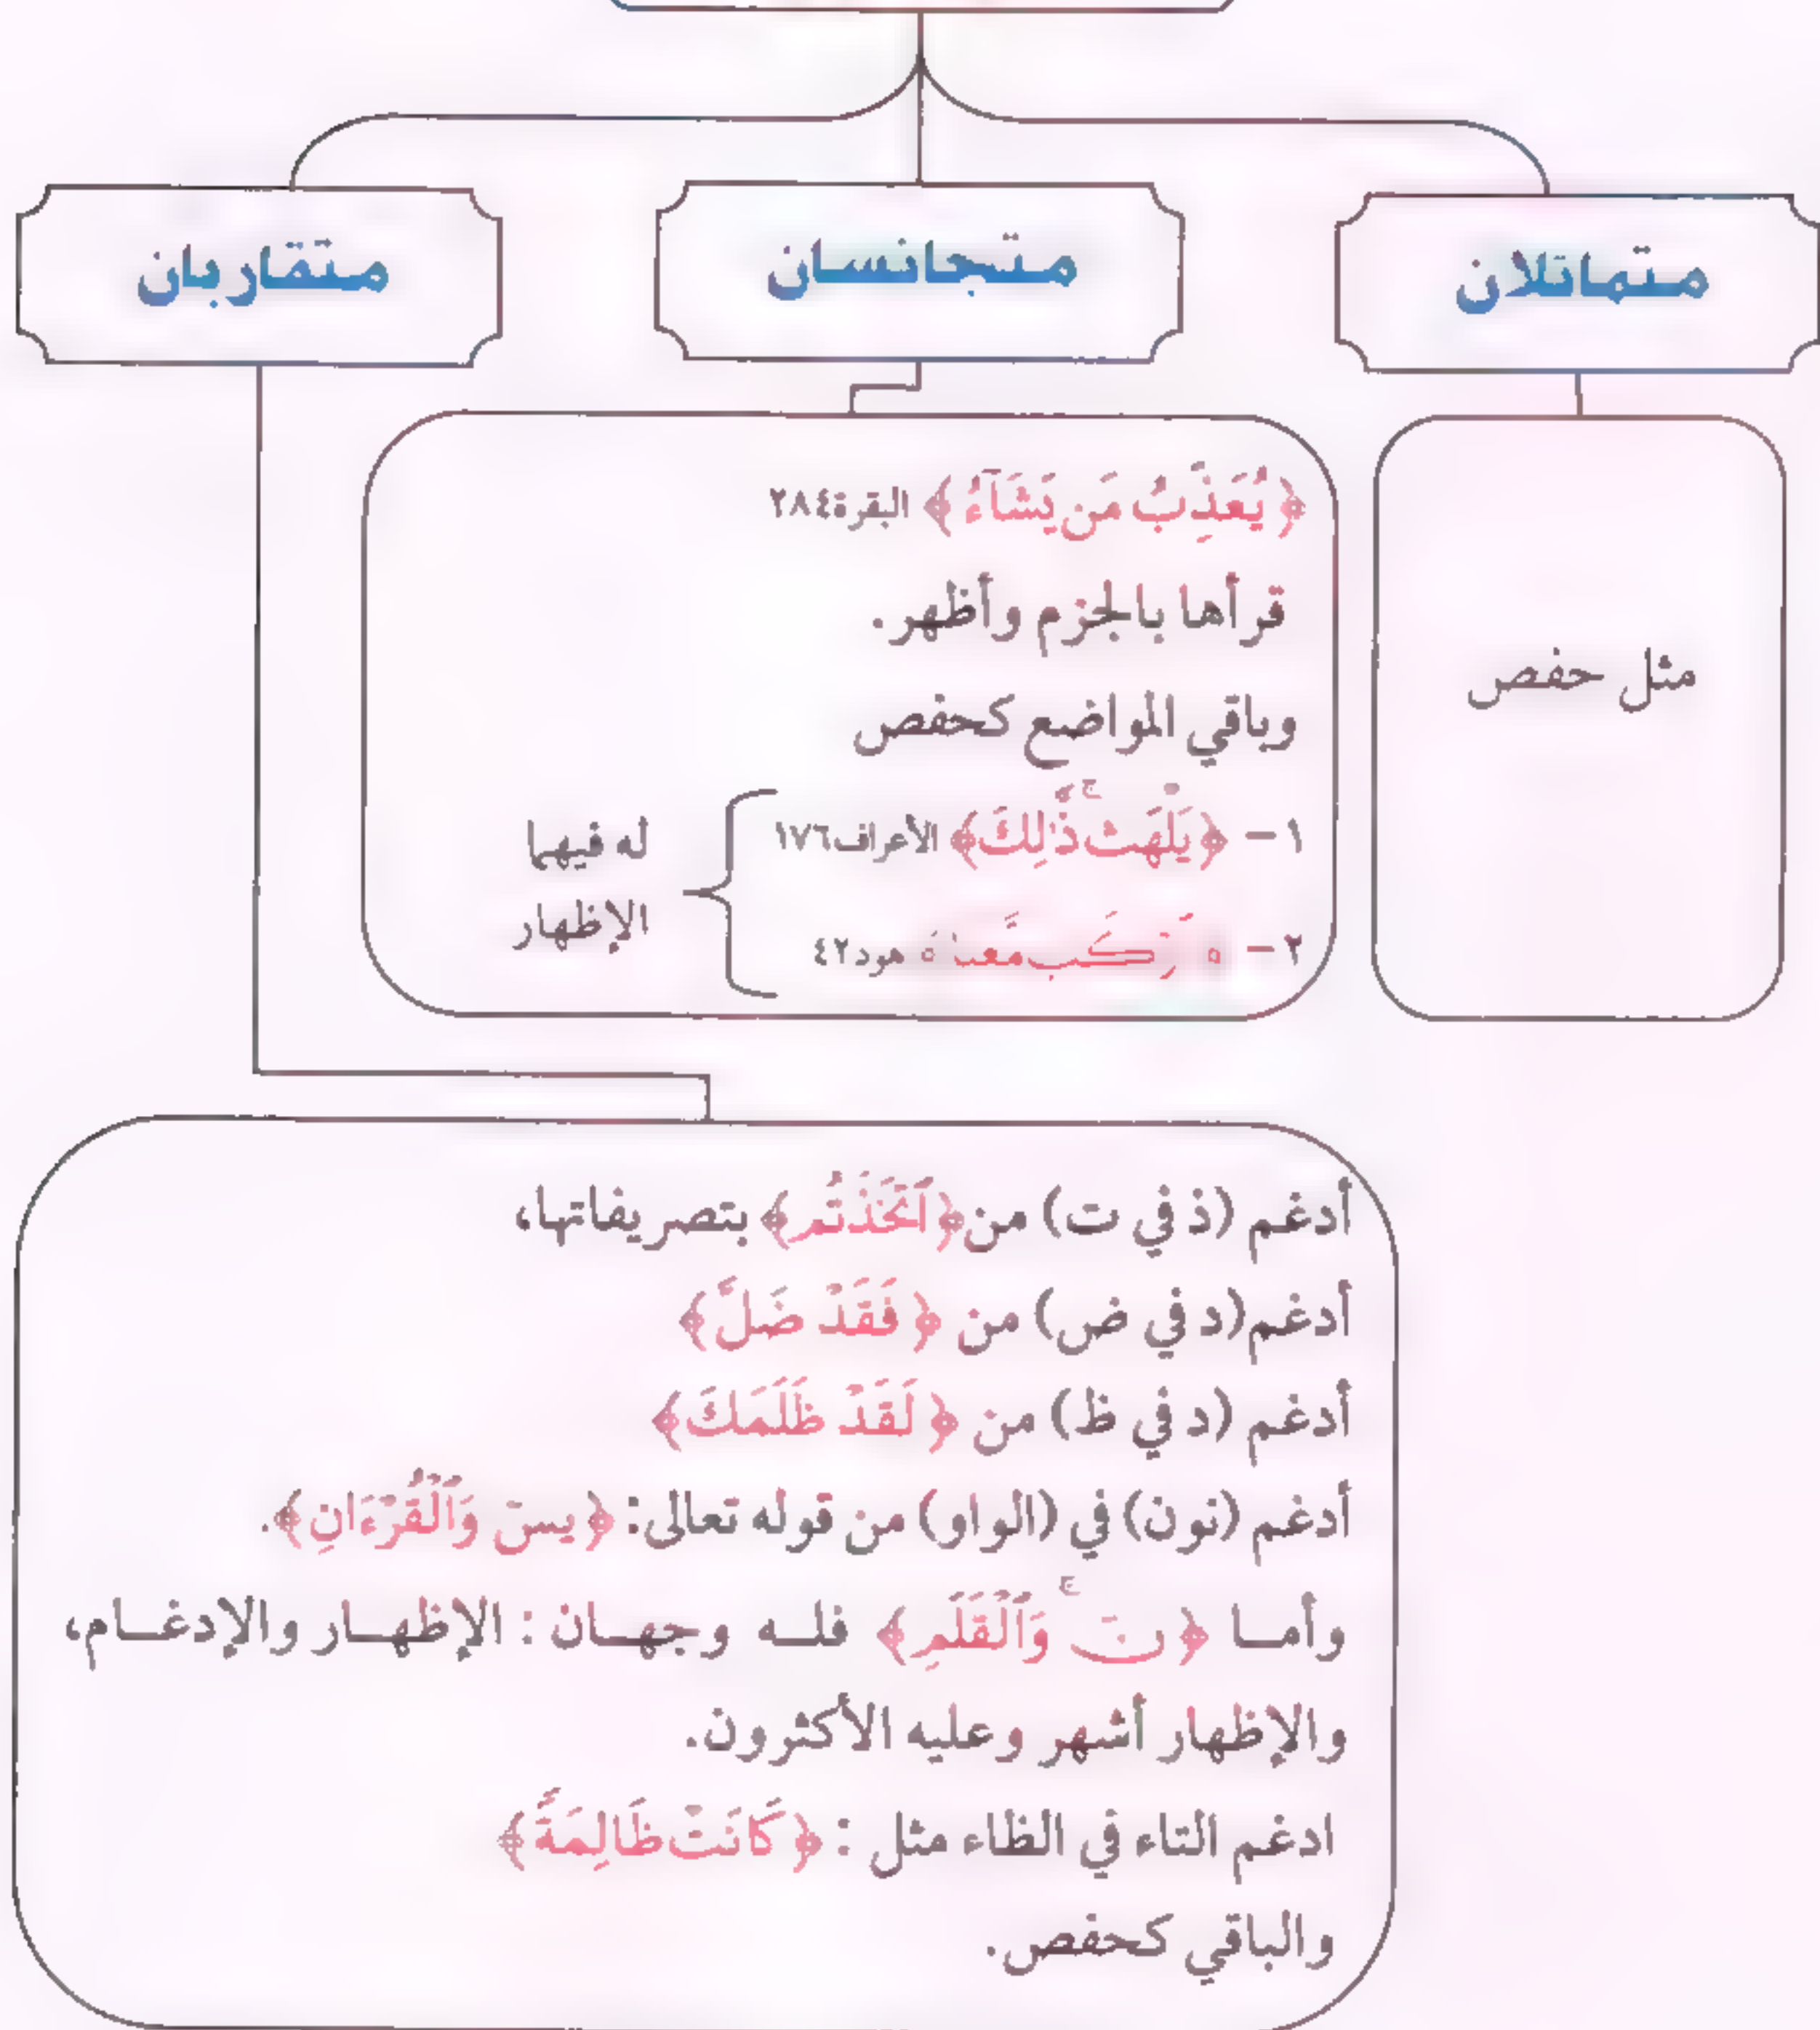 متماثلان
متجانسان
متقاربان
مثل حفص
﴿يُعَذِّبُ مَن يَشَآءُ﴾ البقرة٢٨٤
قرأها بالجزم وأظهر.
وباقي المواضع كحفص
١- ﴿يَلْهَث ذَّٰلِكَ﴾ الأعراف١٧٦
٢- ٱرْكَب مَّعَنَا هود٤٢
له فيهما
الإظهار
أدغم (ذ في ت) من﴿ٱتَّخَذْتُمْ﴾ بتصريفاتها،
أدغم(د في ض) من ﴿فَقَدْ ضَلَّ﴾
أدغم (د في ظ) من ﴿لَقَدْ ظَلَمَكَ﴾
أدغم (نون) في (الواو) من قوله تعالى: ﴿يسٓ وَٱلْقُرْءَانِ﴾.
وأما ﴿نٓ ۚ وَٱلْقَلَمِ﴾ فله وجهان : الإظهار والإدغام،
والإظهار أشهر وعليه الأكثرون.
ادغم التاء في الظاء مثل : ﴿كَانَتْ ظَالِمَةً﴾
والباقي كحفص.